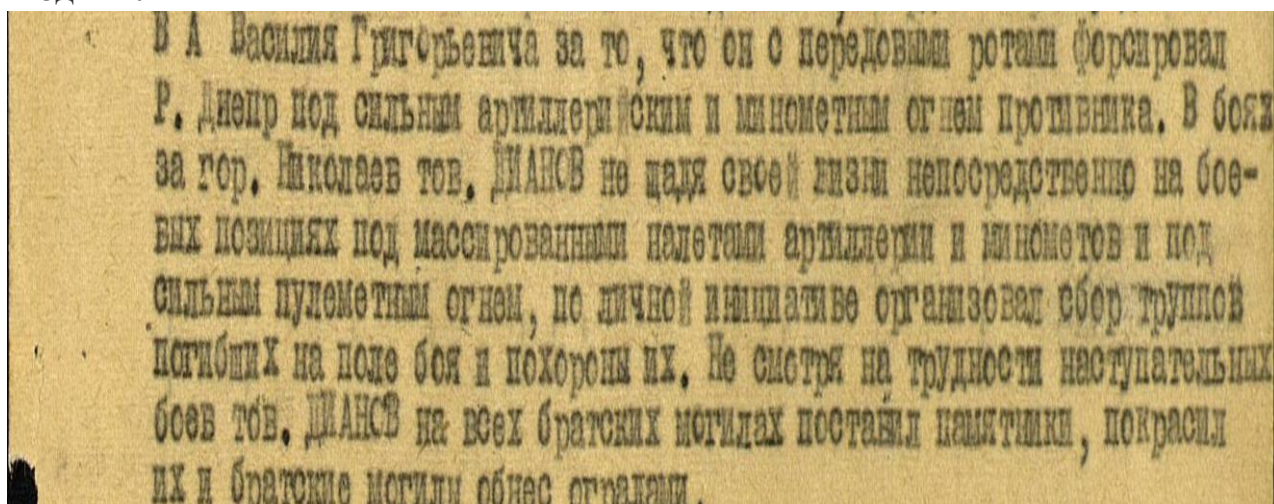 В А Василия Григорьевича за то, что он с передовыми ротами форсировал
Р. Днепр под сильным артиллерийским и минометным огнем противника. В боях
за гор. Николаев тов. ДИАНОВ не щадя своей жизни непосредственно на бое-
вых позициях под массированными налетами артиллерии и минометов и под
сильным пулеметным огнем, по личной инициативе организовал сбор труппов
погибших на поле боя и похороны их. Не смотря на трудности наступательных
боев тов. ДИАНОВ на всех братских могилах поставил памятники, покрасил
их и братские могилы обнес оградами.